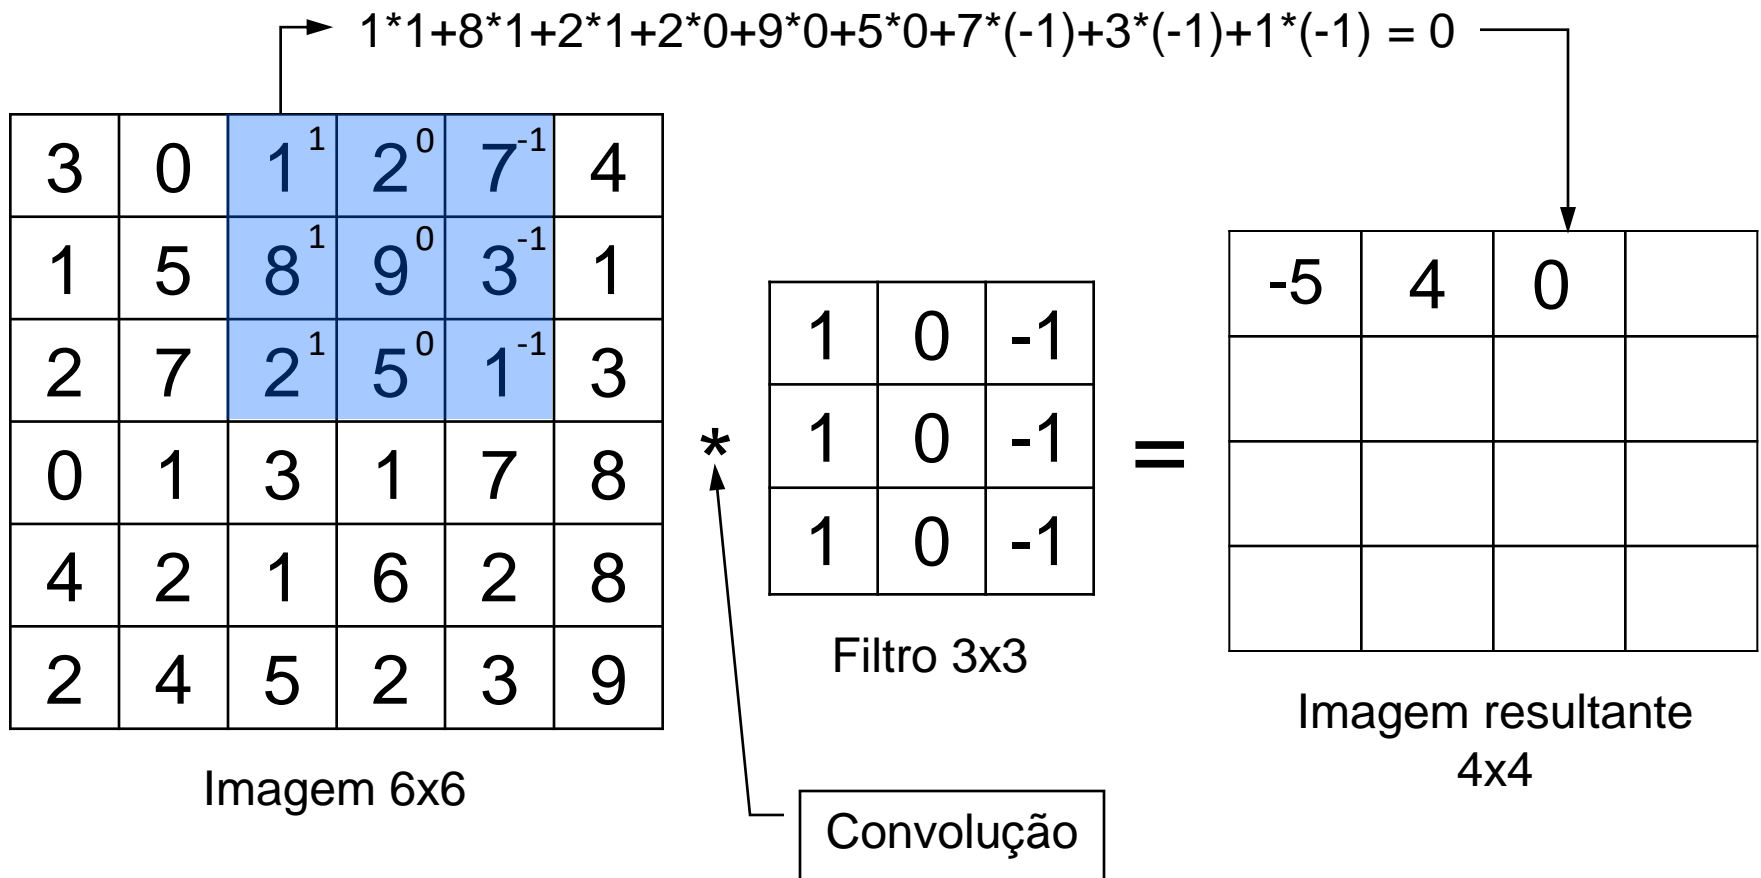 1*1+8*1+2*1+2*0+9*0+5*0+7*(-1)+3*(-1)+1*(-1) = 0
3 0 1 1 2 0 7 -1 4
1 5 8 1 9 0 3 -1 1
2 7 2 1 5 0 1 -1 3
0 1 3 1 7 8
4 2 1 6 2 8
2 4 5 2 3 9
Imagem 6x6
*
1 0 -1
1 0 -1
1 0 -1
Filtro 3x3
Convolução
=
-5 4 0
Imagem resultante
4x4